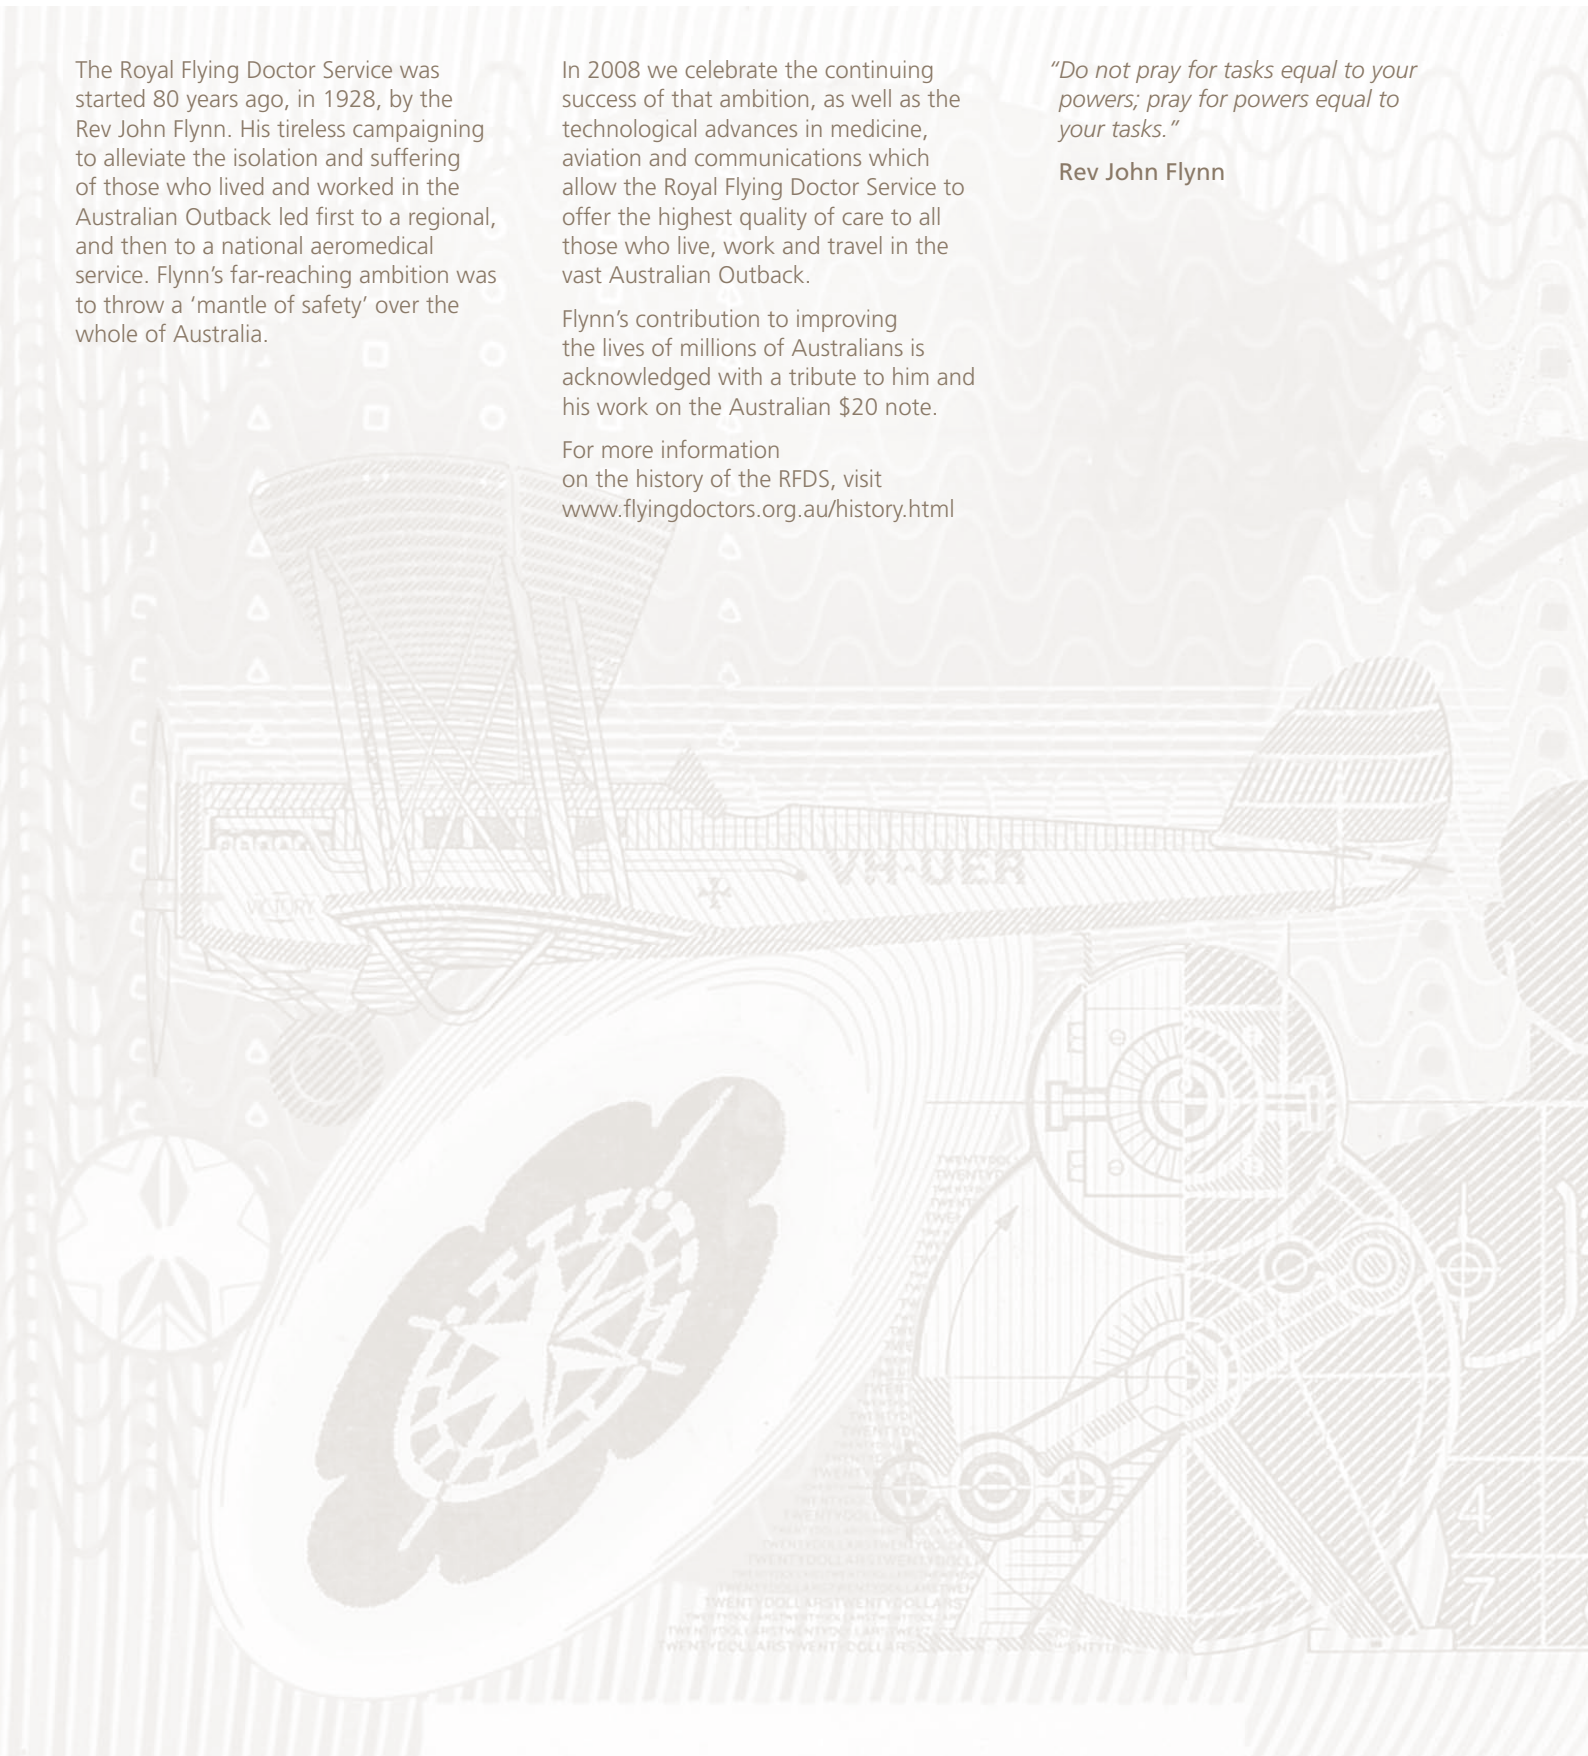 The Royal Flying Doctor Service was
started 80 years ago, in 1928, by the
Rev John Flynn. His tireless campaigning
to alleviate the isolation and suffering
of those who lived and worked in the
Australian Outback led first to a regional,
and then to a national aeromedical
service. Flynn’s far-reaching ambition was
to throw a ‘mantle of safety’ over the
whole of Australia.
In 2008 we celebrate the continuing
success of that ambition, as well as the
technological advances in medicine,
aviation and communications which
allow the Royal Flying Doctor Service to
offer the highest quality of care to all
those who live, work and travel in the
vast Australian Outback.
Flynn’s contribution to improving
the lives of millions of Australians is
acknowledged with a tribute to him and
his work on the Australian $20 note.
For more information
on the history of the RFDS, visit
www.flyingdoctors.org.au/history.html
“Do not pray for tasks equal to your
powers; pray for powers equal to
your tasks.”
Rev John Flynn
VH-UER
VICTORY
4
7
TWENTYDOLLARSTWENTYDOLLARS
TWENTYDOLLARSTWENTYDOLLARS